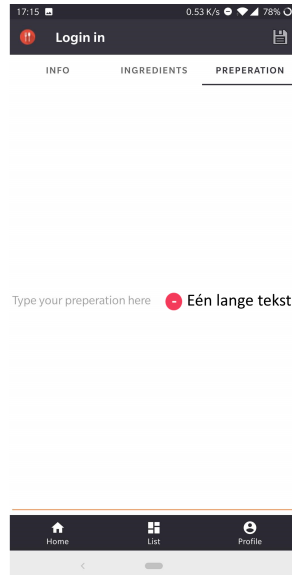 17:15 0.53 K/s 78%
Login in
INFO INGREDIENTS PREPERATION
Type your preperation here - Eén lange tekst
Home List Profile